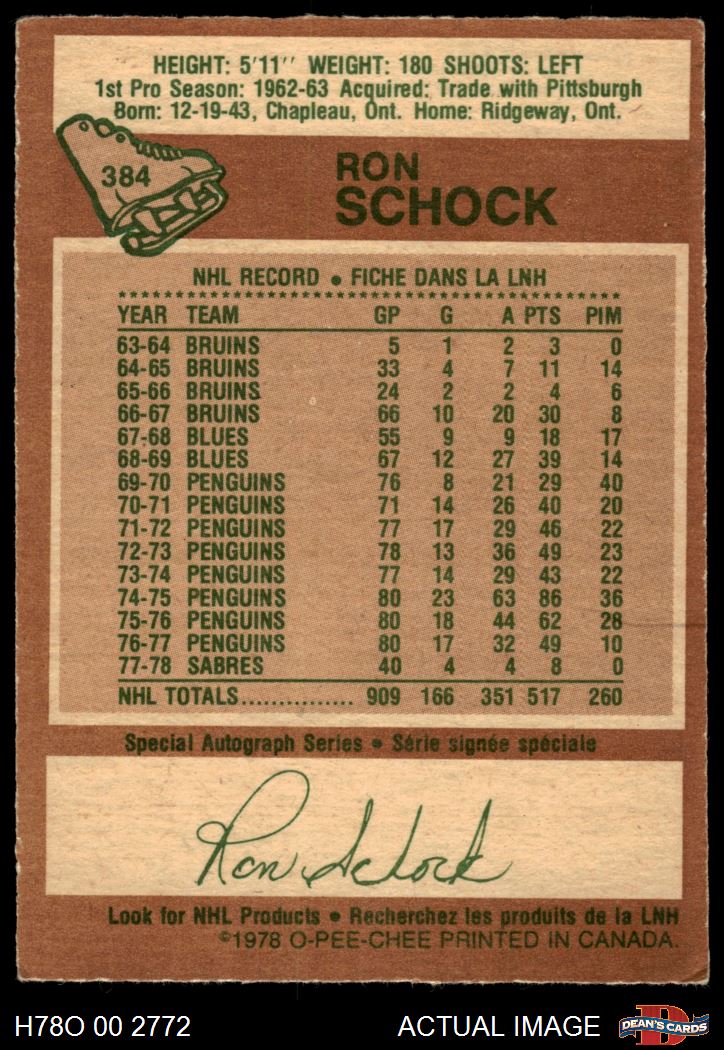 HEIGHT: 5'11'' WEIGHT: 180 SHOOTS: LEFT
1st Pro Season: 1962-63 Acquired: Trade with Pittsburgh
Born: 12-19-43, Chapleau, Ont. Home: Ridgeway, Ont.
384
RON
SCHOCK
NHL RECORD • FICHE DANS LA LNH
YEAR TEAM GP G A PTS PIM
63-64 BRUINS 5 1 2 3 0
64-65 BRUINS 33 4 7 11 14
65-66 BRUINS 24 2 2 4 6
66-67 BRUINS 66 10 20 30 8
67-68 BLUES 55 9 9 18 17
68-69 BLUES 67 12 27 39 14
69-70 PENGUINS 76 8 21 29 40
70-71 PENGUINS 71 14 26 40 20
71-72 PENGUINS 77 17 29 46 22
72-73 PENGUINS 78 13 36 49 23
73-74 PENGUINS 77 14 29 43 22
74-75 PENGUINS 80 23 63 86 36
75-76 PENGUINS 80 18 44 62 28
76-77 PENGUINS 80 17 32 49 10
77-78 SABRES 40 4 4 8 0
NHL TOTALS............... 909 166 351 517 260
Special Autograph Series • Série signée spéciale
Ron Schock
Look for NHL Products • Recherchez les produits de la LNH
©1978 O-PEE-CHEE PRINTED IN CANADA.
H78O 00 2772 ACTUAL IMAGE
D
DEAN'S CARDS